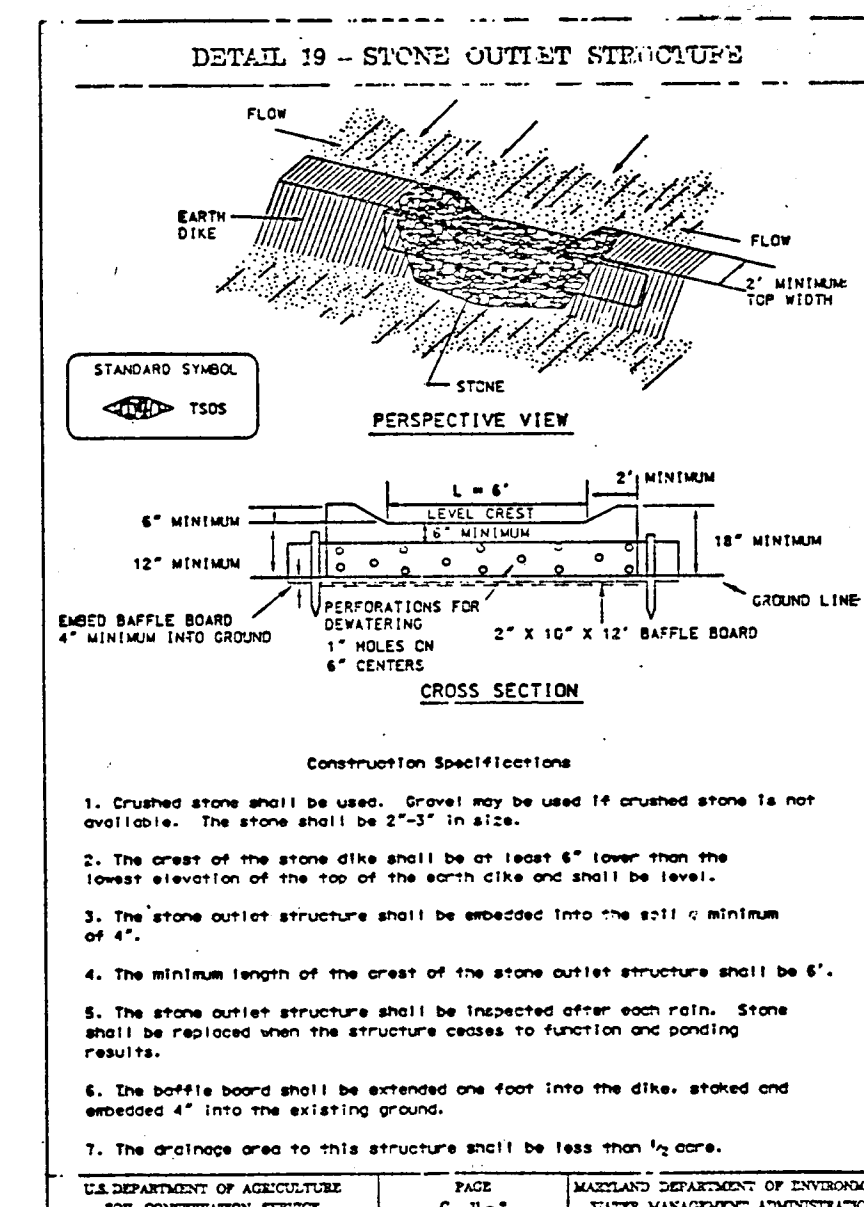 DETAIL 19 – STONE OUTLET STRUCTURE
FLOW
EARTH
DIKE
FLOW
2' MINIMUM
TOP WIDTH
STANDARD SYMBOL
TSOS
STONE
PERSPECTIVE VIEW
2' MINIMUM
L = 6'
LEVEL CREST
6" MINIMUM
6" MINIMUM
18" MINIMUM
12" MINIMUM
GROUND LINE
EMBED BAFFLE BOARD
4" MINIMUM INTO GROUND
PERFORATIONS FOR
DEWATERING
1" HOLES ON
6" CENTERS
2" X 10" X 12' BAFFLE BOARD
CROSS SECTION
Construction Specifications
1. Crushed stone shall be used. Gravel may be used if crushed stone is not
available. The stone shall be 2"-3" in size.
2. The crest of the stone dike shall be at least 6" lower than the
lowest elevation of the top of the earth dike and shall be level.
3. The stone outlet structure shall be embedded into the soil a minimum
of 4".
4. The minimum length of the crest of the stone outlet structure shall be 6'.
5. The stone outlet structure shall be inspected after each rain. Stone
shall be replaced when the structure ceases to function and ponding
results.
6. The baffle board shall be extended one foot into the dike, staked and
embedded 4" into the existing ground.
7. The drainage area to this structure shall be less than 1/2 acre.
U.S. DEPARTMENT OF AGRICULTURE
SOIL CONSERVATION SERVICE
PAGE
MARYLAND DEPARTMENT OF ENVIRONM
WATER MANAGEMENT ADMINISTRATIO